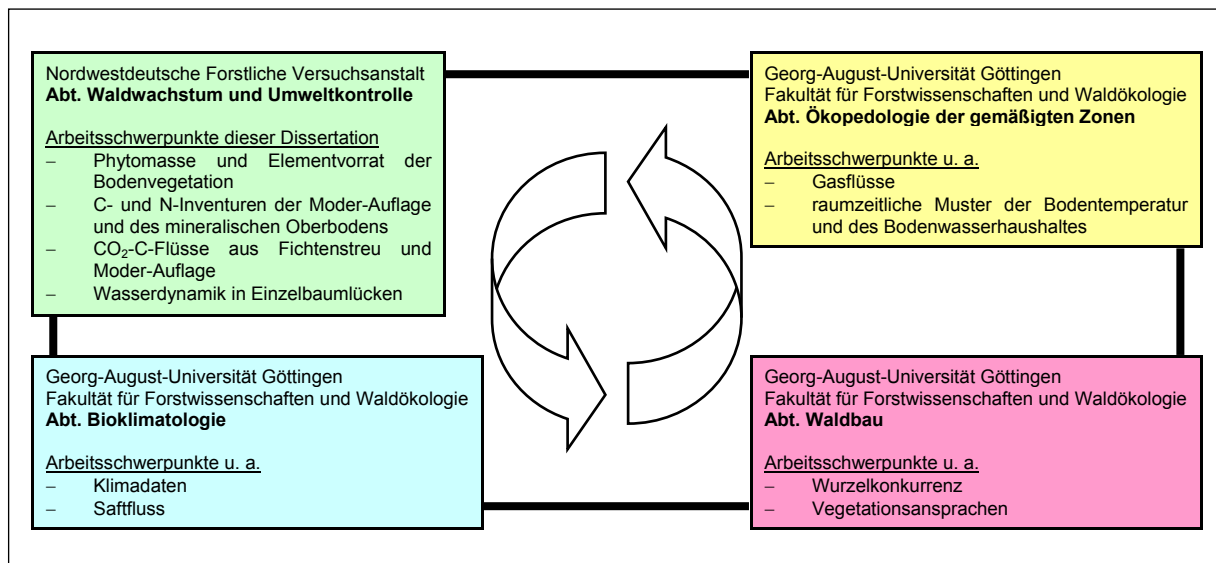 Nordwestdeutsche Forstliche Versuchsanstalt
Abt. Waldwachstum und Umweltkontrolle
Arbeitsschwerpunkte dieser Dissertation
− Phytomasse und Elementvorrat der
Bodenvegetation
− C- und N-Inventuren der Moder-Auflage
und des mineralischen Oberbodens
− CO₂-C-Flüsse aus Fichtenstreu und
Moder-Auflage
− Wasserdynamik in Einzelbaumlücken
Georg-August-Universität Göttingen
Fakultät für Forstwissenschaften und Waldökologie
Abt. Ökopedologie der gemäßigten Zonen
Arbeitsschwerpunkte u. a.
− Gasflüsse
− raumzeitliche Muster der Bodentemperatur
und des Bodenwasserhaushaltes
Georg-August-Universität Göttingen
Fakultät für Forstwissenschaften und Waldökologie
Abt. Bioklimatologie
Arbeitsschwerpunkte u. a.
− Klimadaten
− Saftfluss
Georg-August-Universität Göttingen
Fakultät für Forstwissenschaften und Waldökologie
Abt. Waldbau
Arbeitsschwerpunkte u. a.
− Wurzelkonkurrenz
− Vegetationsansprachen